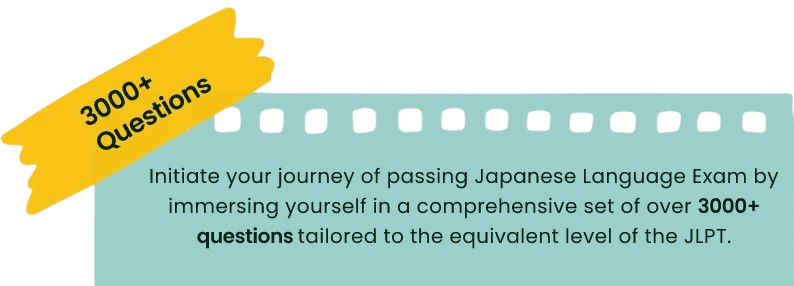 3000+
Questions
Initiate your journey of passing Japanese Language Exam by
immersing yourself in a comprehensive set of over 3000+
questions tailored to the equivalent level of the JLPT.